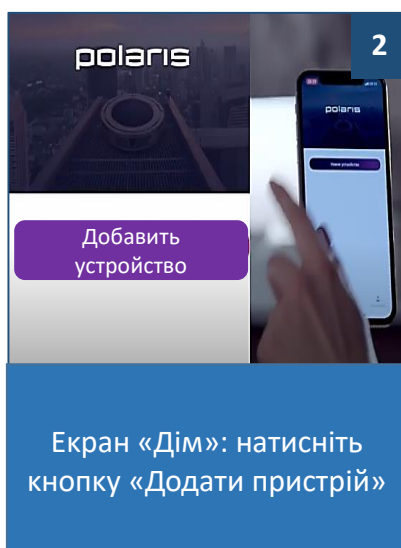 polaris
2
polaris
Добавить
устройство
Екран «Дім»: натисніть
кнопку «Додати пристрій»